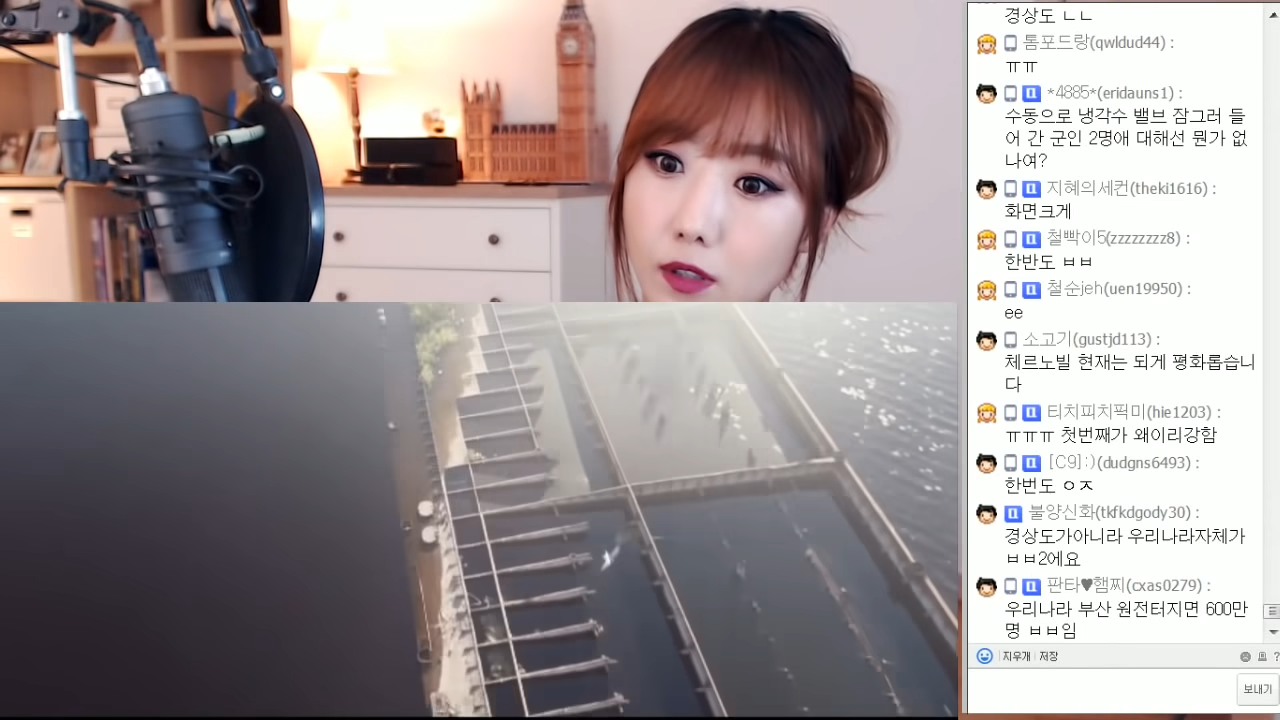 경상도 ㄴㄴ
톰포드랑(qwldud44) :
ㅠㅠ
*4885*(eridauns1) :
수동으로 냉각수 밸브 잠그러 들
어 간 군인 2명애 대해선 뭔가 없
나여?
지혜의세컨(theki1616) :
화면크게
철빡이5(zzzzzzzz8) :
한반도 ㅂㅂ
철순jeh(uen19950) :
ee
소고기(gustjd113) :
체르노빌 현재는 되게 평화롭습니
다
티치피치픽미(hie1203) :
ㅠㅠㅠ 첫번째가 왜이리강함
[C9]:)(dudgns6493) :
한번도 ㅇㅈ
불양신화(tkfkdgody30) :
경상도가아니라 우리나라자체가
ㅂㅂ2에요
판타♥햄찌(cxas0279) :
우리나라 부산 원전터지면 600만
명 ㅂㅂ임
지우개 저장
?
보내기